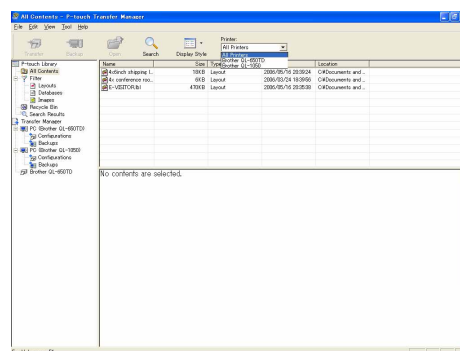 All Contents - P-touch Transfer Manager
File Edit View Tool Help
Transfer Backup Open Search Display Style
Printer:
All Printers
All Printers
Brother QL-650TD
Brother QL-1050
P-touch Library
All Contents
Filter
Layouts
Databases
Images
Recycle Bin
Search Results
Transfer Manager
PC (Brother QL-650TD)
Configurations
Backups
PC (Brother QL-1050)
Configurations
Backups
Brother QL-650TD
Name Size Type Location
4x6inch shipping l... 18KB Layout 2006/05/16 20:39:24 C:¥Documents and ..
4x conference roo... 6KB Layout 2006/03/24 16:39:56 C:¥Documents and ..
E-VISITOR.lbl 470KB Layout 2006/05/16 20:35:38 C:¥Documents and ..
No contents are selected.